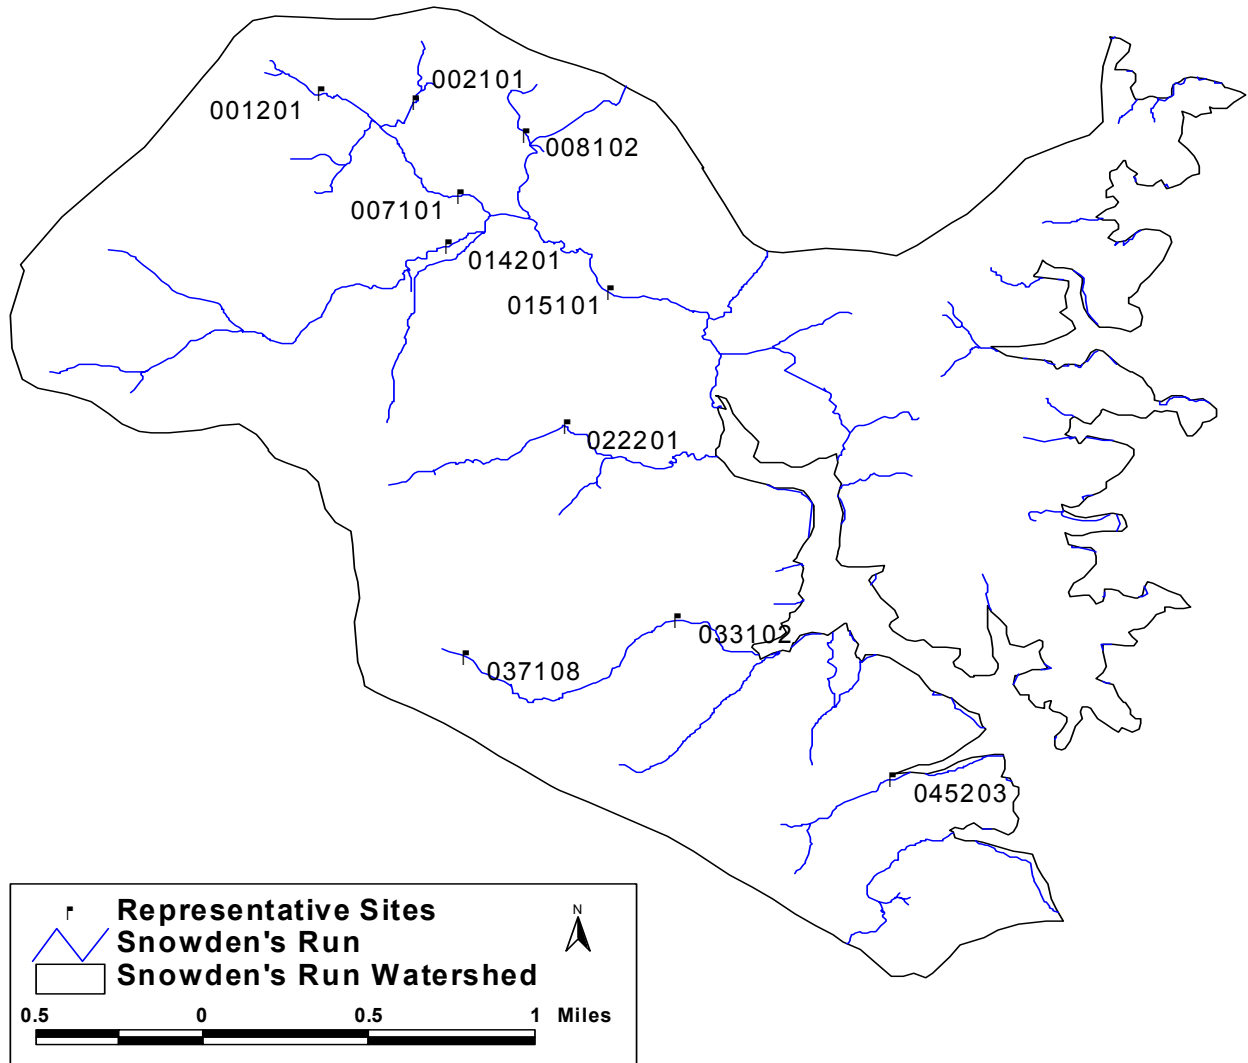 002101
001201
008102
007101
014201
015101
022201
033102
037108
045203
Representative Sites
N
Snowden's Run
Snowden's Run Watershed
0.5 0 0.5 1 Miles